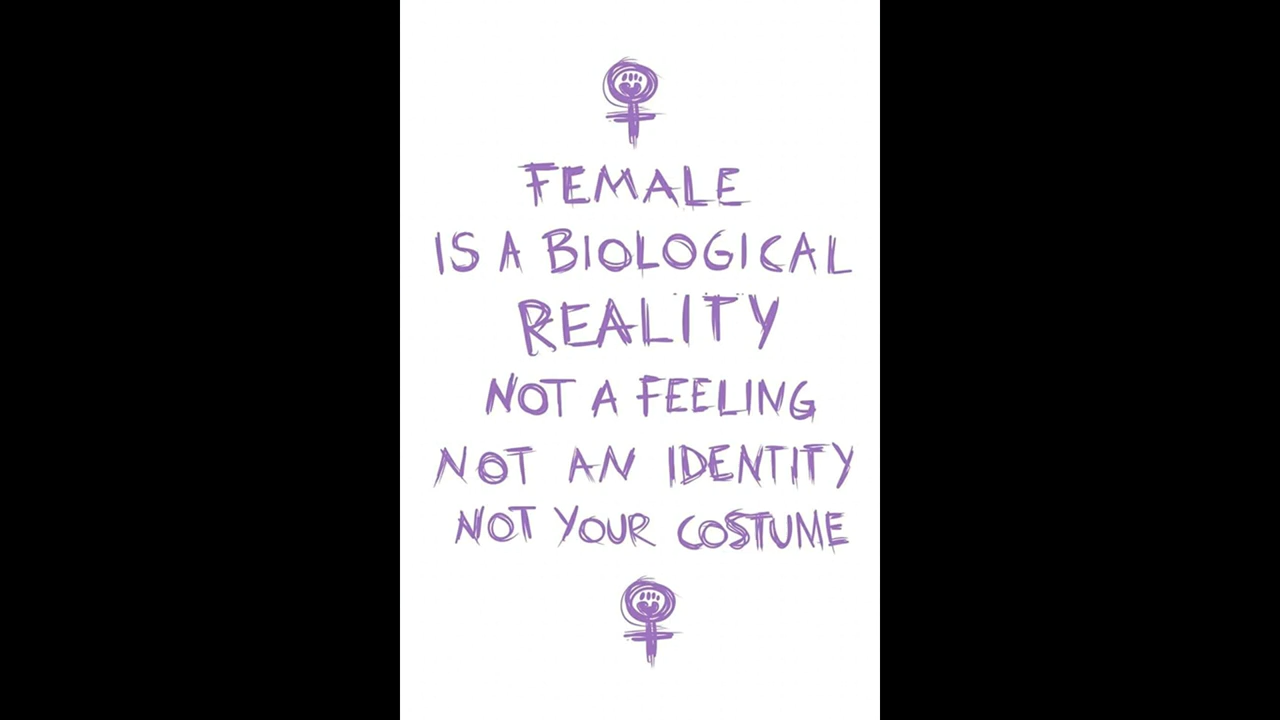 FEMALE
IS A BIOLOGICAL
REALITY
NOT A FEELING
NOT AN IDENTITY
NOT YOUR COSTUME